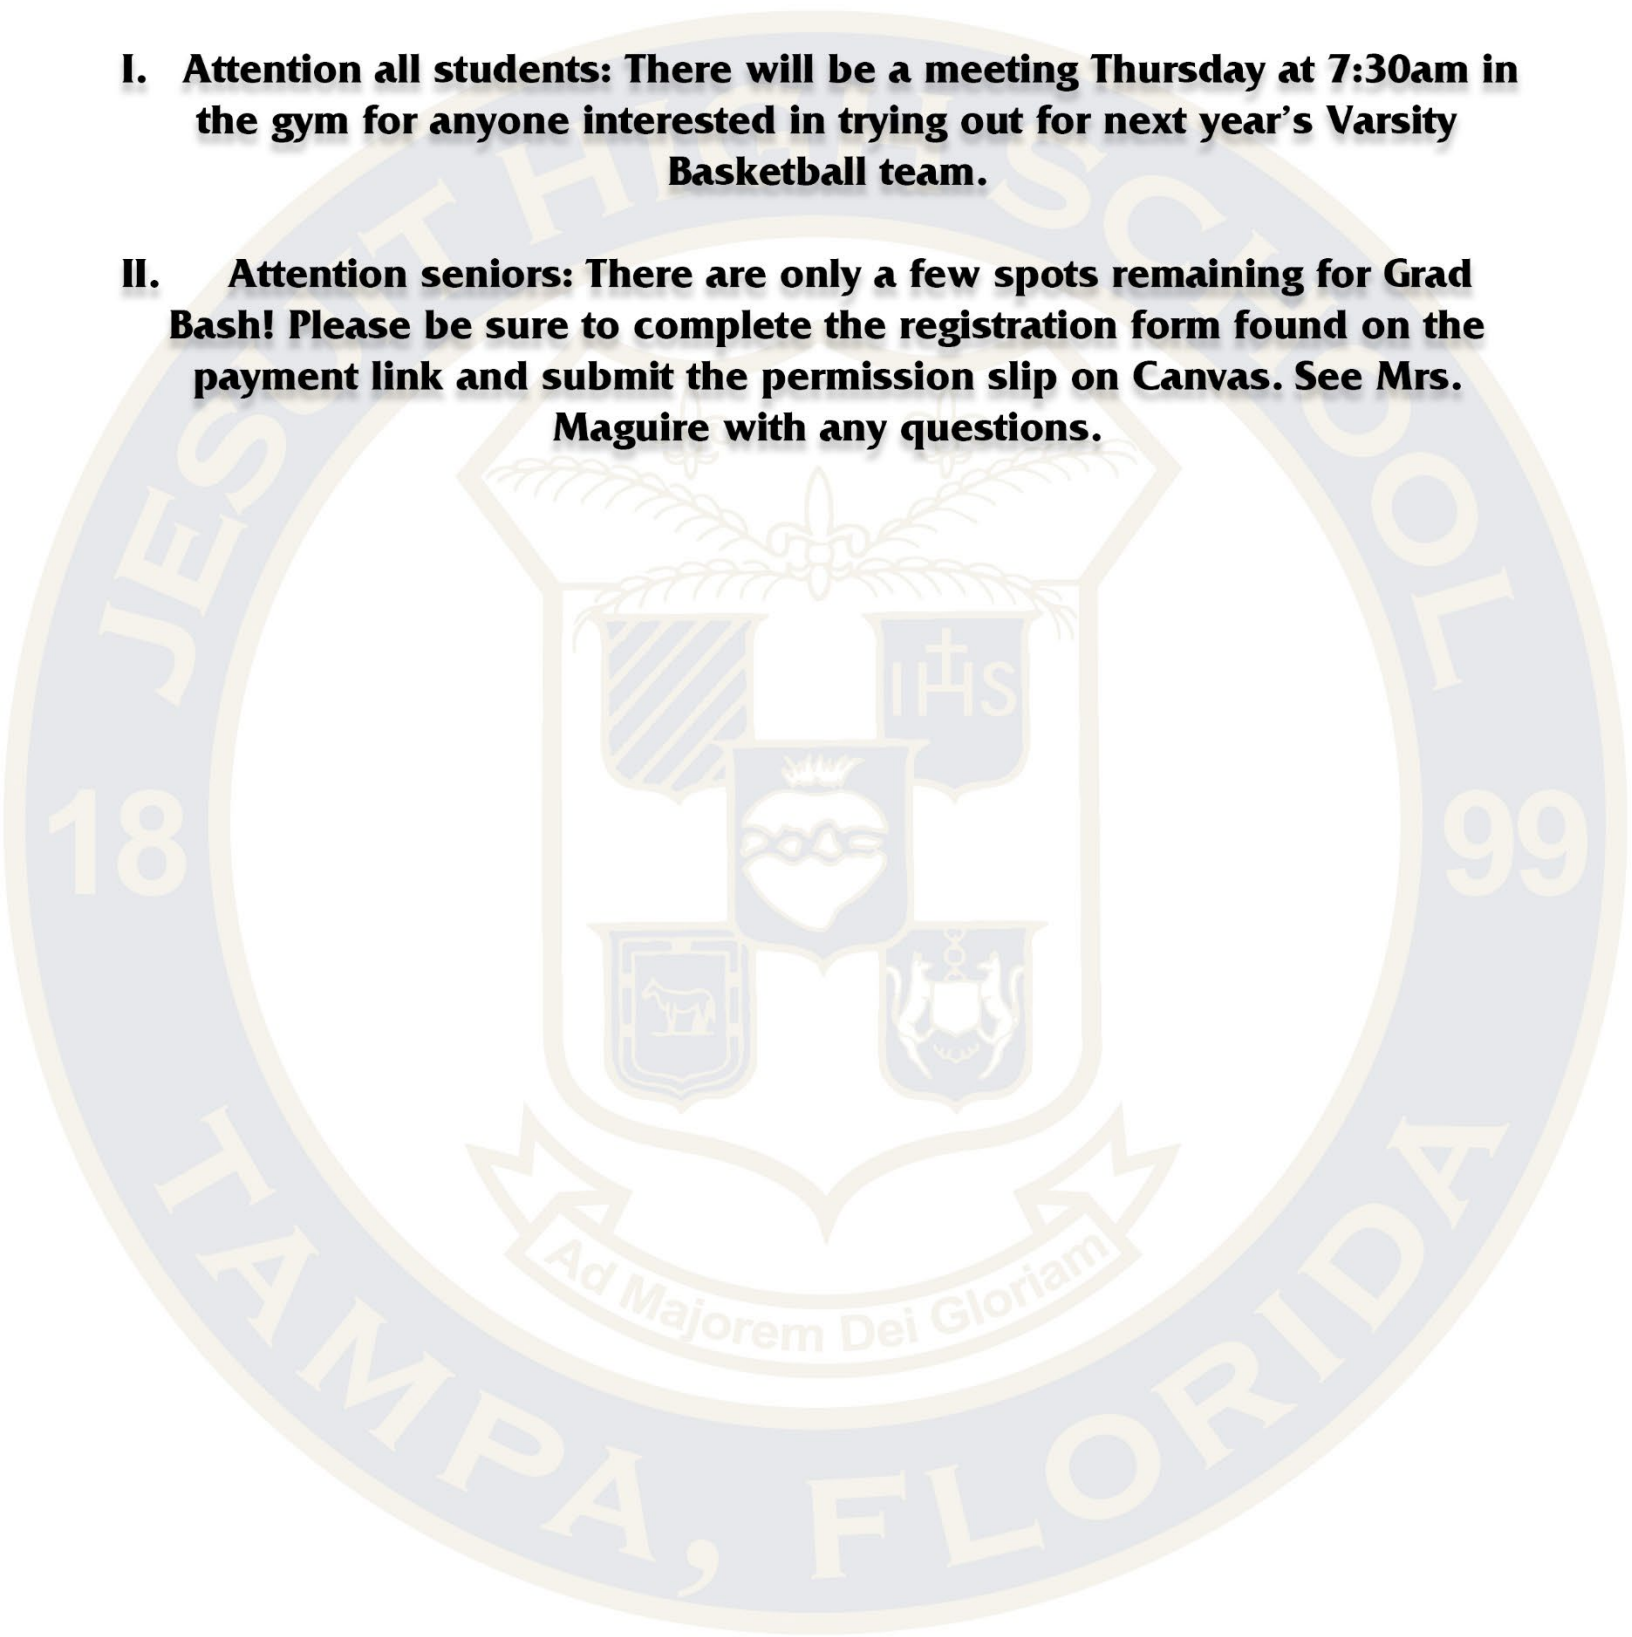 I. Attention all students: There will be a meeting Thursday at 7:30am in
the gym for anyone interested in trying out for next year’s Varsity
Basketball team.
II. Attention seniors: There are only a few spots remaining for Grad
Bash! Please be sure to complete the registration form found on the
payment link and submit the permission slip on Canvas. See Mrs.
Maguire with any questions.
JESUIT HIGH SCHOOL
IHS
18 99
Ad Majorem Dei Gloriam
TAMPA, FLORIDA